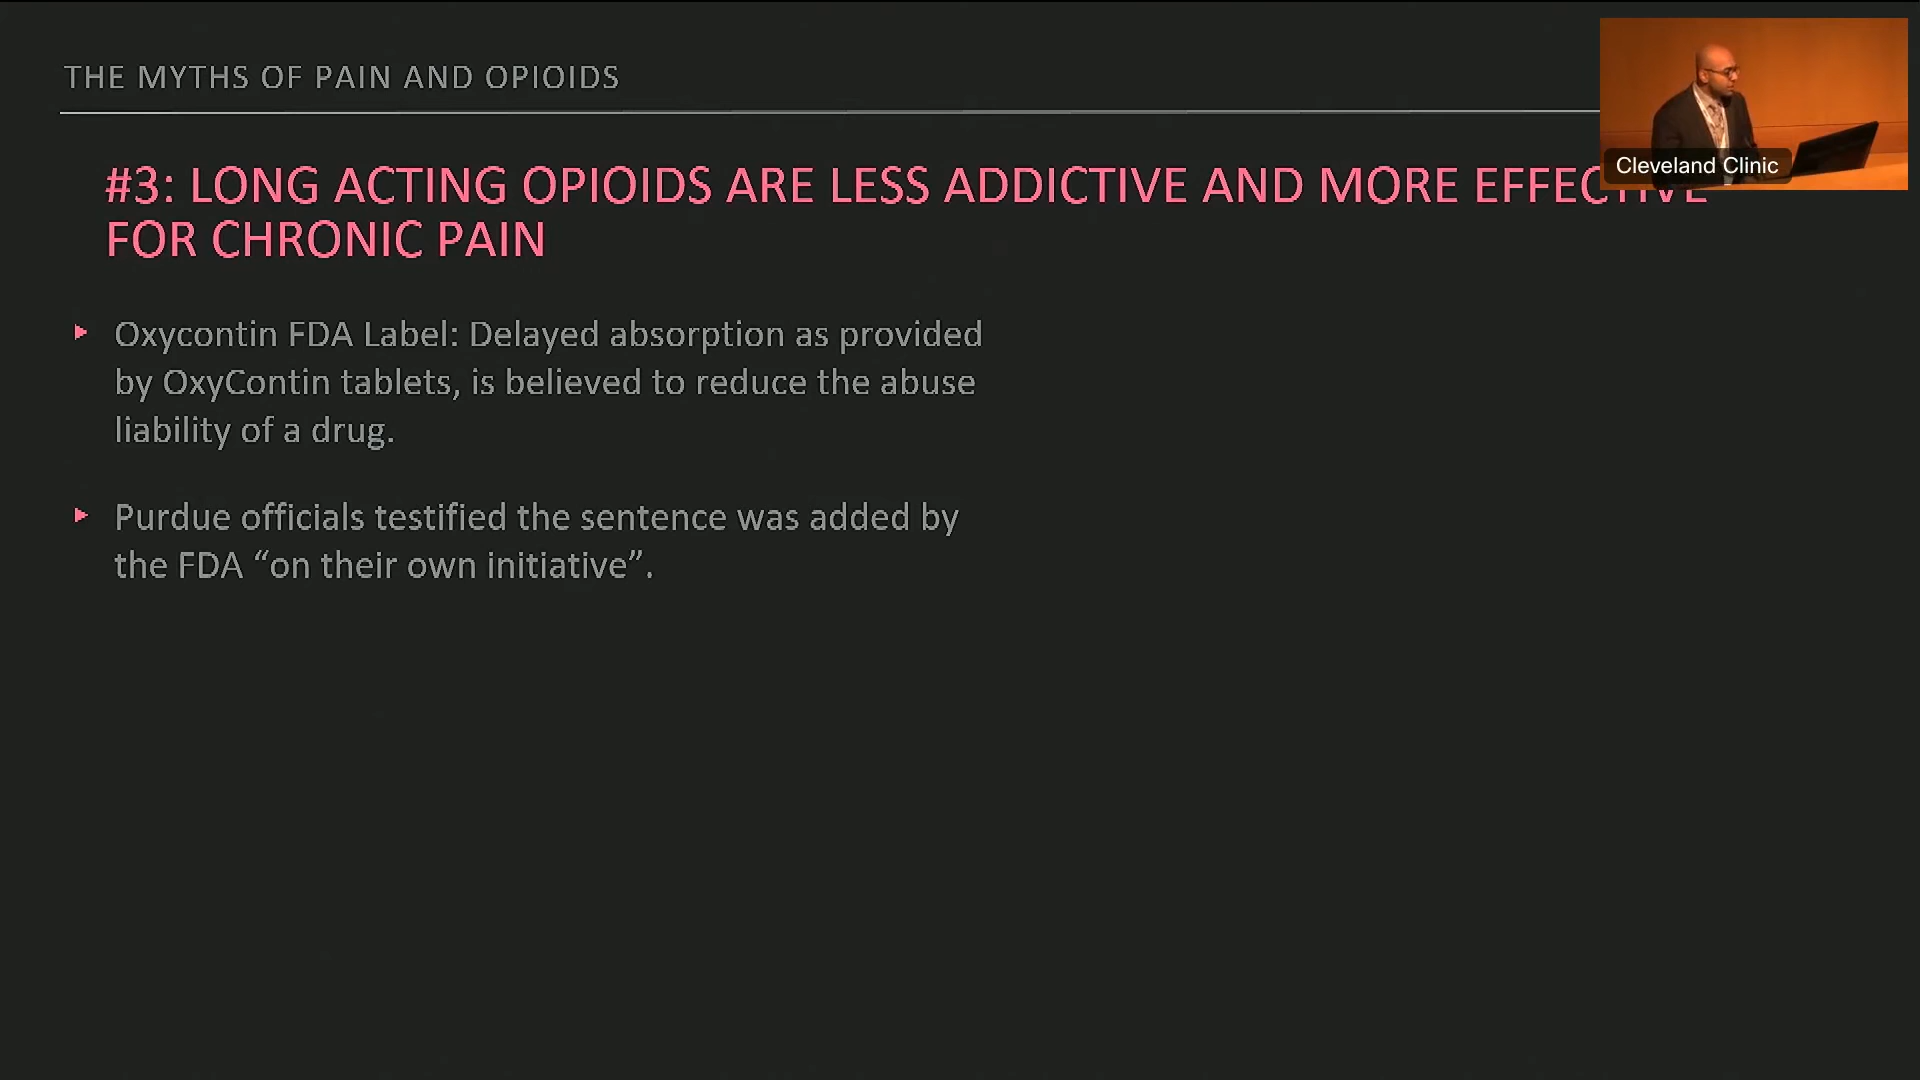 THE MYTHS OF PAIN AND OPIOIDS
Cleveland Clinic
#3: LONG ACTING OPIOIDS ARE LESS ADDICTIVE AND MORE EFFECTIVE
FOR CHRONIC PAIN
Oxycontin FDA Label: Delayed absorption as provided
by OxyContin tablets, is believed to reduce the abuse
liability of a drug.
Purdue officials testified the sentence was added by
the FDA “on their own initiative”.